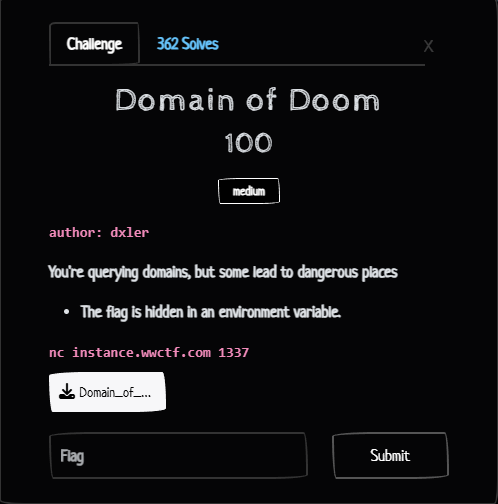 Challenge 362 Solves X
Domain of Doom
100
medium
author: dxler
You're querying domains, but some lead to dangerous places
• The flag is hidden in an environment variable.
nc instance.wwctf.com 1337
Domain_of_...
Flag Submit